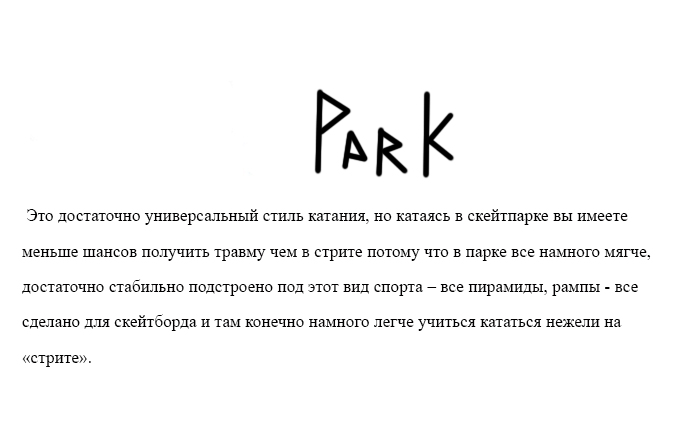 PARK
Это достаточно универсальный стиль катания, но катаясь в скейтпарке вы имеете
меньше шансов получить травму чем в стрите потому что в парке все намного мягче,
достаточно стабильно подстроено под этот вид спорта – все пирамиды, рампы - все
сделано для скейтборда и там конечно намного легче учиться кататься нежели на
«стрите».